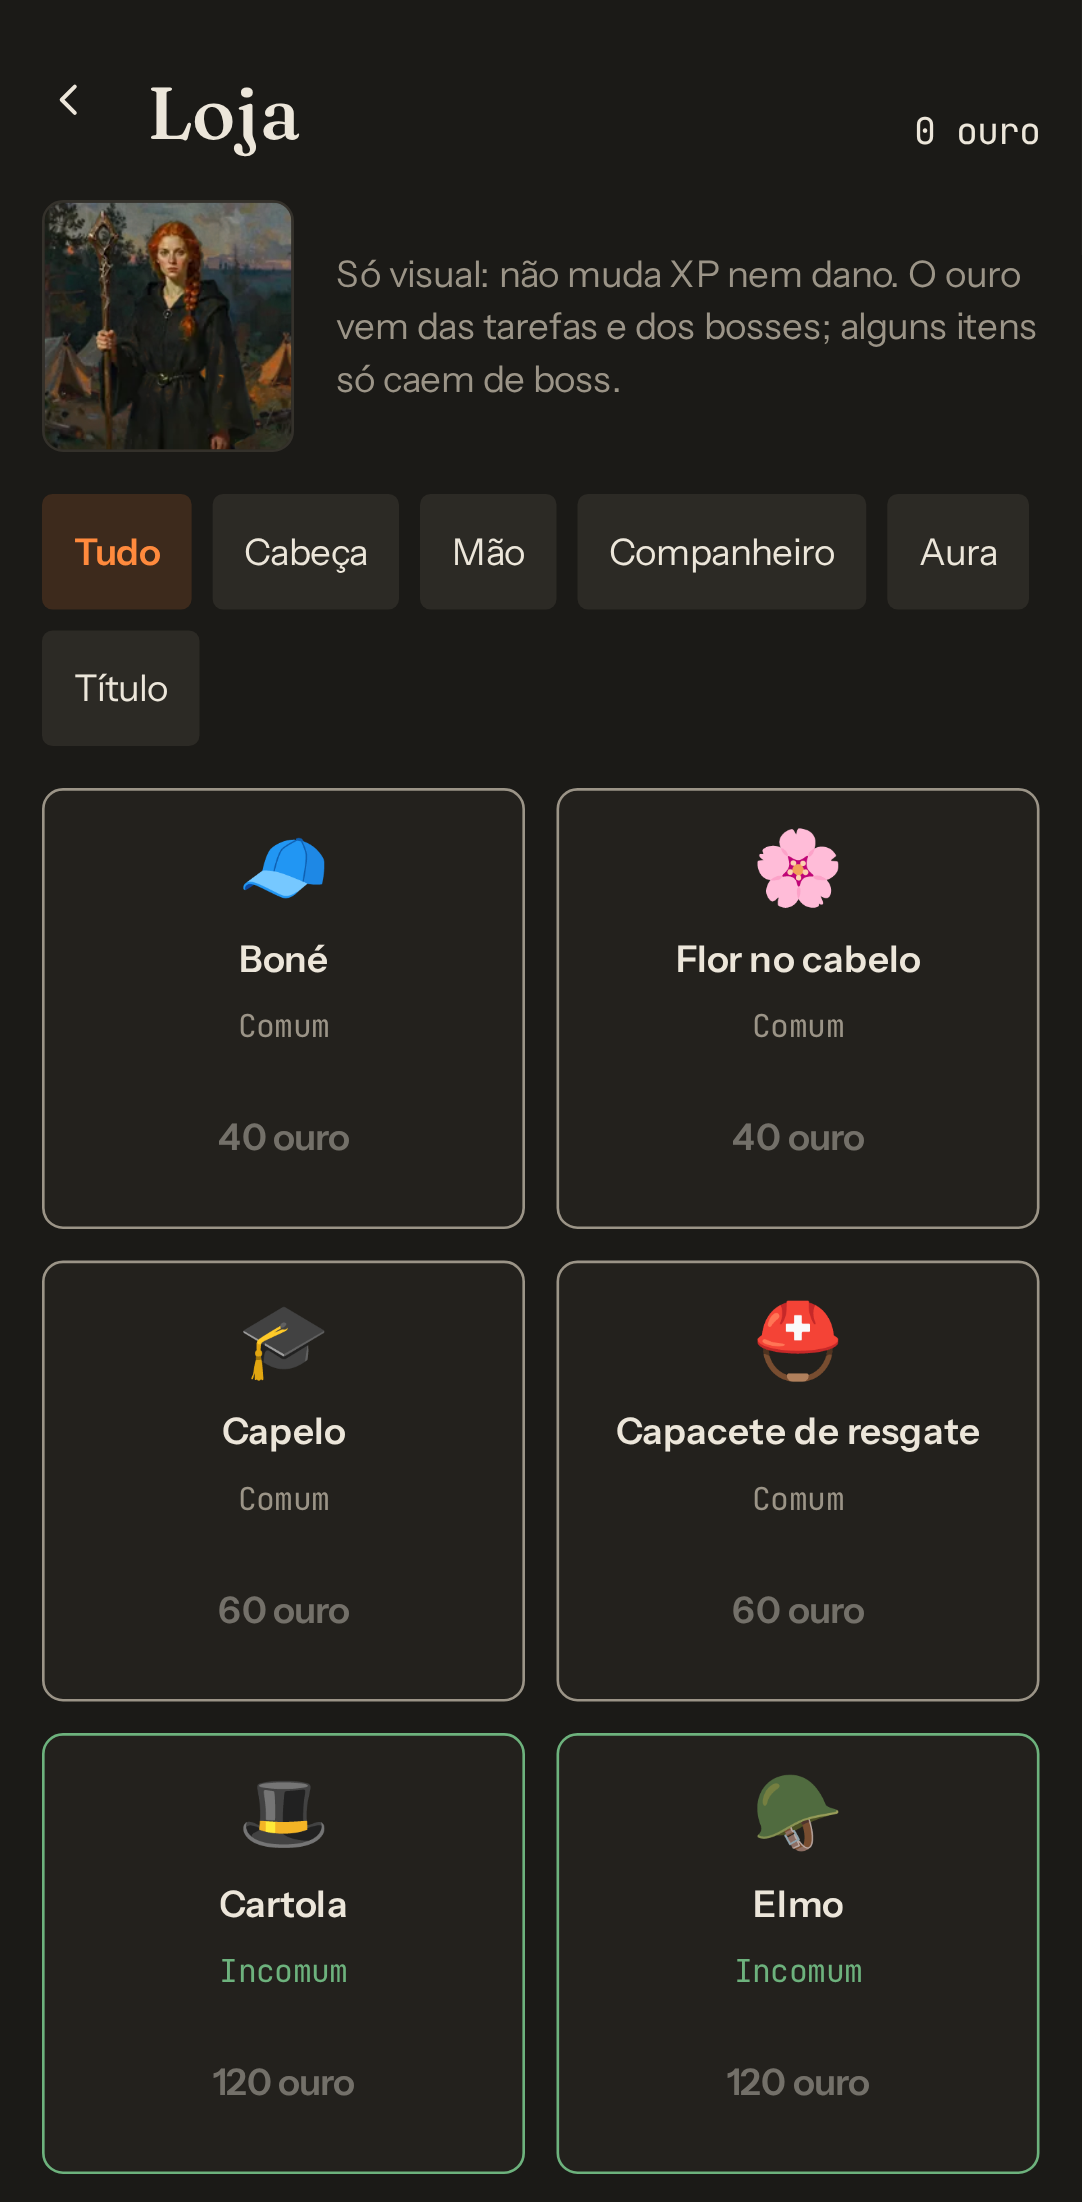 Loja
0 ouro
Só visual: não muda XP nem dano. O ouro
vem das tarefas e dos bosses; alguns itens
só caem de boss.
Tudo
Cabeça
Mão
Companheiro
Aura
Título
Boné
Comum
40 ouro
Flor no cabelo
Comum
40 ouro
Capelo
Comum
60 ouro
Capacete de resgate
Comum
60 ouro
Cartola
Incomum
120 ouro
Elmo
Incomum
120 ouro